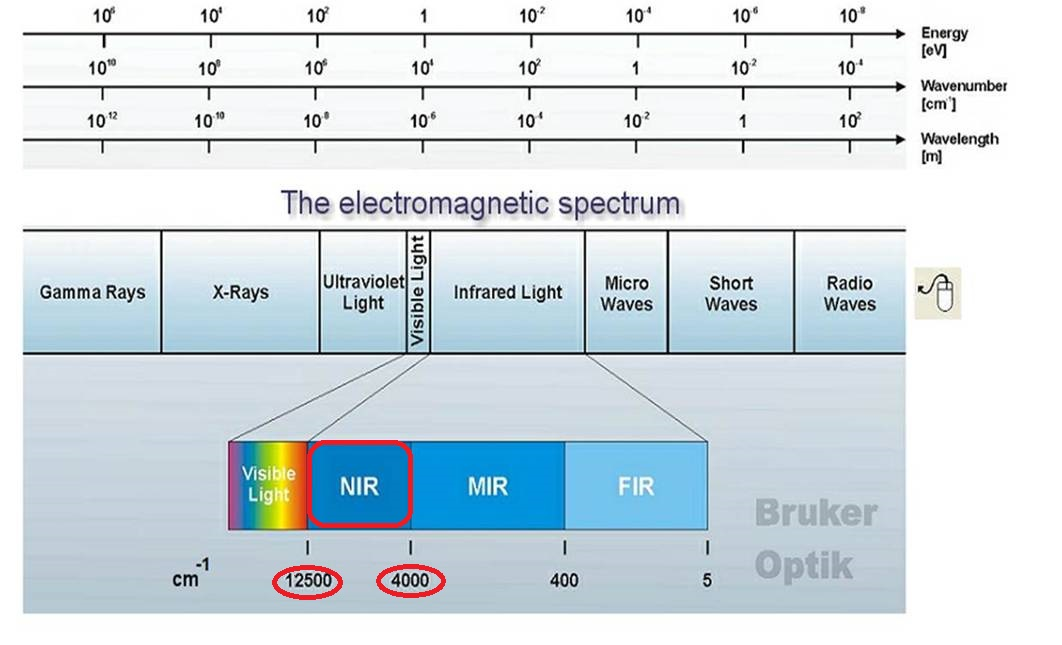 10⁶ 10⁴ 10² 1 10⁻² 10⁻⁴ 10⁻⁶ 10⁻⁸
Energy
[eV]
10¹⁰ 10⁸ 10⁶ 10⁴ 10² 1 10⁻² 10⁻⁴
Wavenumber
[cm⁻¹]
10⁻¹² 10⁻¹⁰ 10⁻⁸ 10⁻⁶ 10⁻⁴ 10⁻² 1 10²
Wavelength
[m]
The electromagnetic spectrum
Gamma Rays
X-Rays
Ultraviolet
Light
Visible Light
Infrared Light
Micro
Waves
Short
Waves
Radio
Waves
Visible
Light
NIR
MIR
FIR
Bruker
Optik
cm⁻¹
12500 4000 400 5